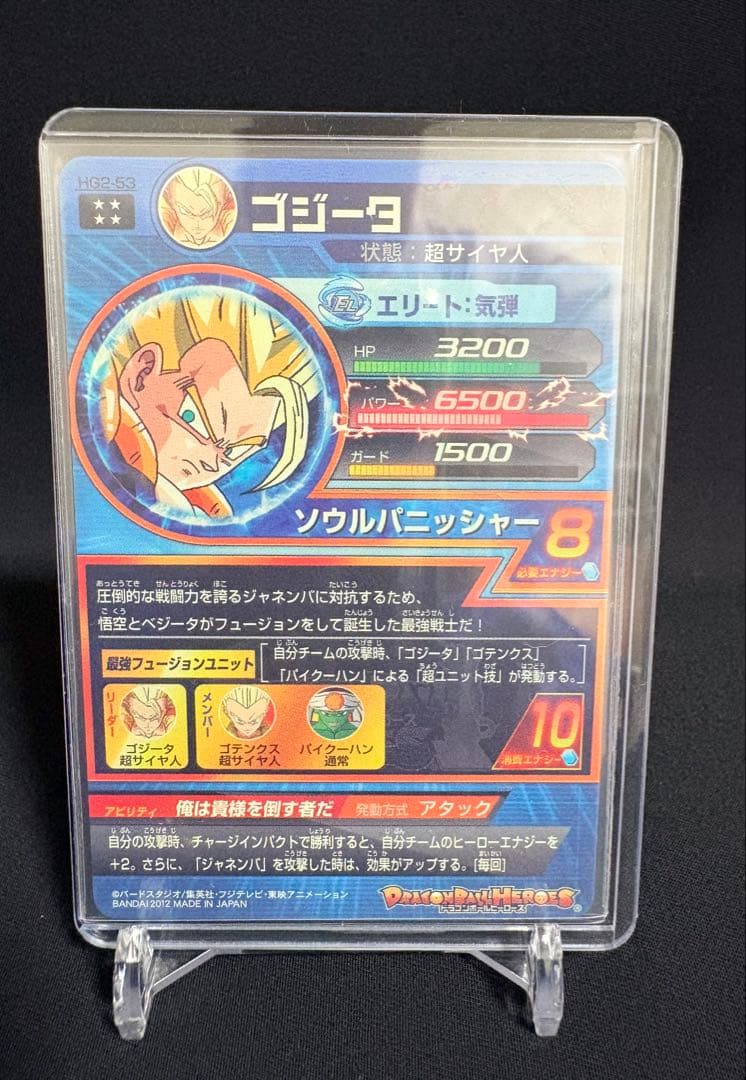 HG2-53
ゴジータ
状態：超サイヤ人
EL エリート：気弾
HP 3200
パワー 6500
ガード 1500
ソウルパニッシャー 8
必要エナジー
圧倒的な戦闘力を誇るジャネンバに対抗するため、
悟空とベジータがフュージョンをして誕生した最強戦士だ！
最強フュージョンユニット
自分チームの攻撃時、「ゴジータ」「ゴテンクス」
「パイクーハン」による「超ユニット技」が発動する。
リーダー
ゴジータ
超サイヤ人
メンバー
ゴテンクス
超サイヤ人
パイクーハン
通常
10
消費エナジー
アビリティ 俺は貴様を倒す者だ 発動方式 アタック
自分の攻撃時、チャージインパクトで勝利すると、自分チームのヒーローエナジーを
+2。さらに、「ジャネンバ」を攻撃した時は、効果がアップする。[毎回]
©バードスタジオ/集英社・フジテレビ・東映アニメーション
BANDAI 2012 MADE IN JAPAN
DRAGONBALL HEROES
ドラゴンボールヒーローズ